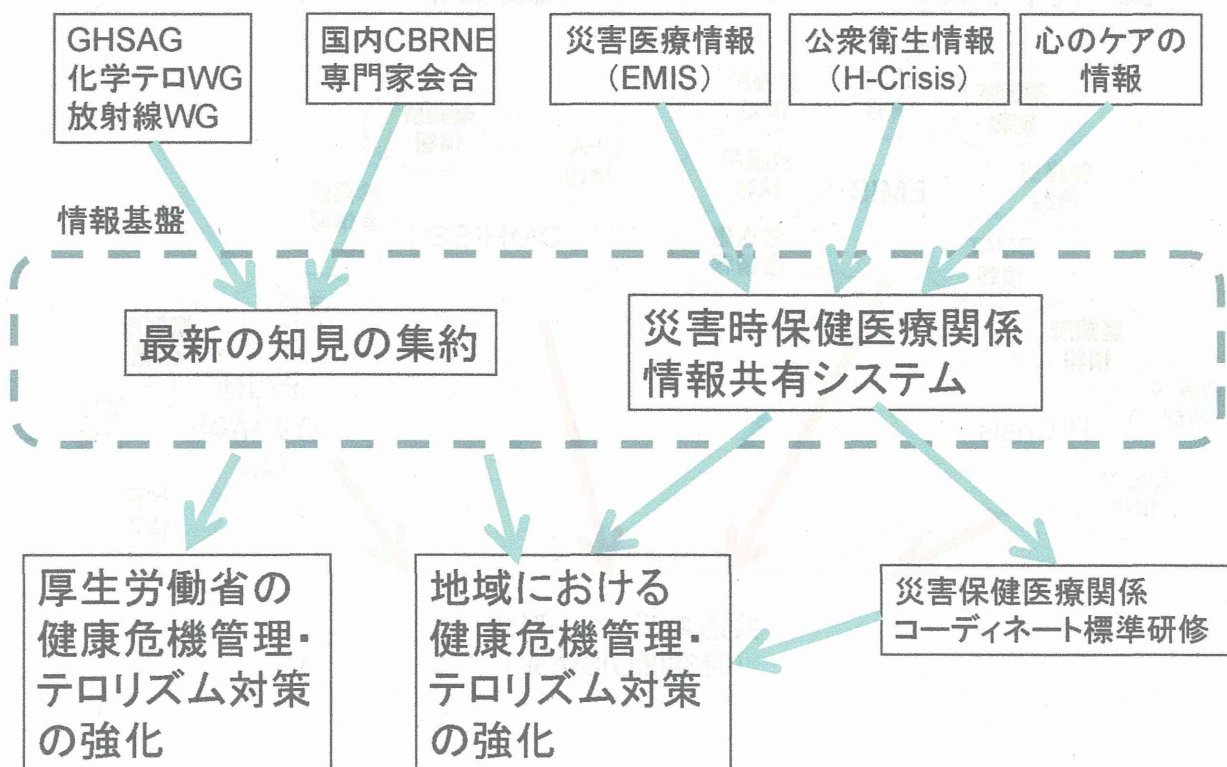 GHSAG
化学テロWG
放射線WG
国内CBRNE
専門家会合
災害医療情報
（EMIS）
公衆衛生情報
（H-Crisis）
心のケアの
情報
情報基盤
最新の知見の集約
災害時保健医療関係
情報共有システム
厚生労働省の
健康危機管理・
テロリズム対策
の強化
地域における
健康危機管理・
テロリズム対策
の強化
災害保健医療関係
コーディネート標準研修